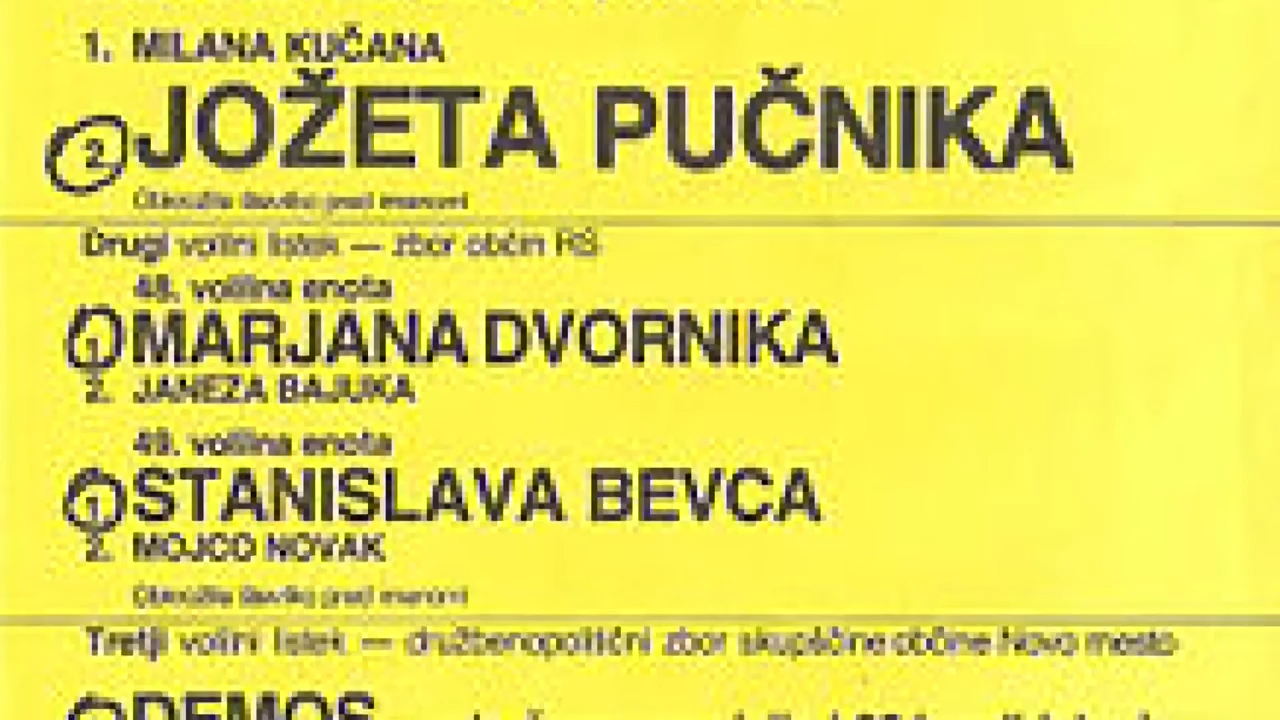 1. MILANA KUČANA
2 JOŽETA PUČNIKA
Obkrožite številko pred imenom!
Drugi volilni listek — zbor občin RS
48. volilna enota
1 MARJANA DVORNIKA
2. JANEZA BAJUKA
49. volilna enota
1 STANISLAVA BEVCA
2. MOJCO NOVAK
Obkrožite številko pred imenom!
Tretji volilni listek — družbenopolitični zbor skupščine občine Novo mesto
DEMOS